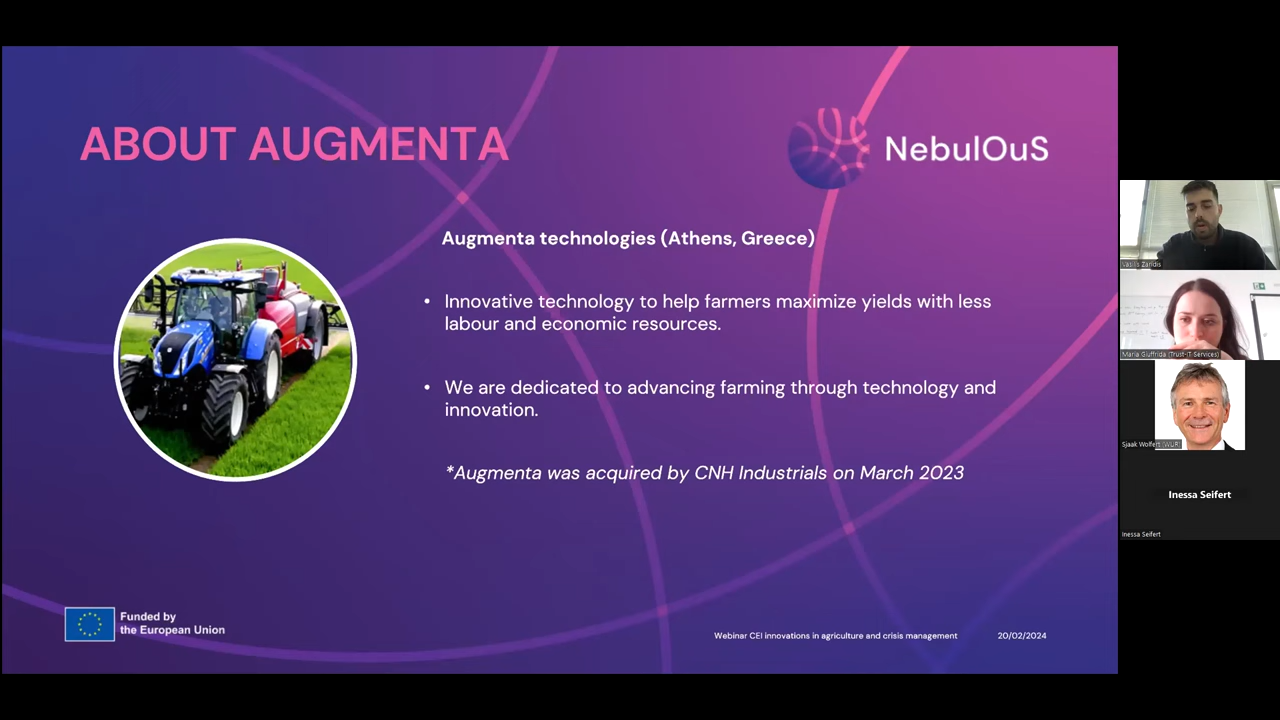 ABOUT AUGMENTA
NebulOuS
Augmenta technologies (Athens, Greece)
• Innovative technology to help farmers maximize yields with less
labour and economic resources.
• We are dedicated to advancing farming through technology and
innovation.
*Augmenta was acquired by CNH Industrials on March 2023
Funded by
the European Union
Webinar CEI innovations in agriculture and crisis management
20/02/2024
Maria Giuffrida (Trust-IT Services)
Sjaak Wolfert (WUR)
Inessa Seifert
Inessa Seifert